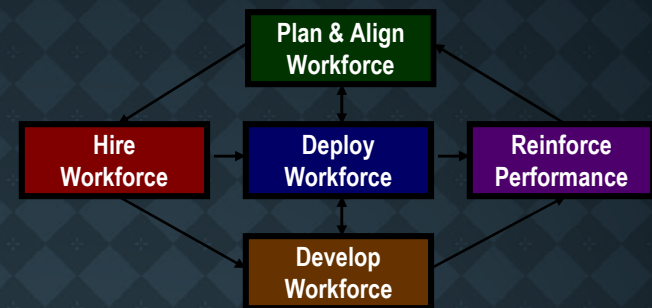 Plan & Align
Workforce
Hire
Workforce
Deploy
Workforce
Reinforce
Performance
Develop
Workforce